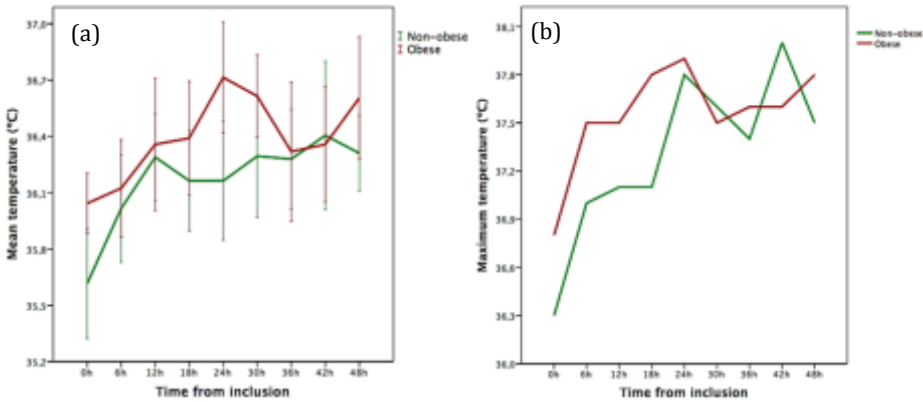 (a)
37,0
36,7
36,4
36,1
35,8
35,5
35,2
Mean temperature (°C)
0h 6h 12h 18h 24h 30h 36h 42h 48h
Time from inclusion
Non-obese
Obese
(b)
38,1
37,8
37,5
37,2
36,9
36,6
36,3
36,0
Maximum temperature (°C)
0h 6h 12h 18h 24h 30h 36h 42h 48h
Time from inclusion
Non-obese
Obese